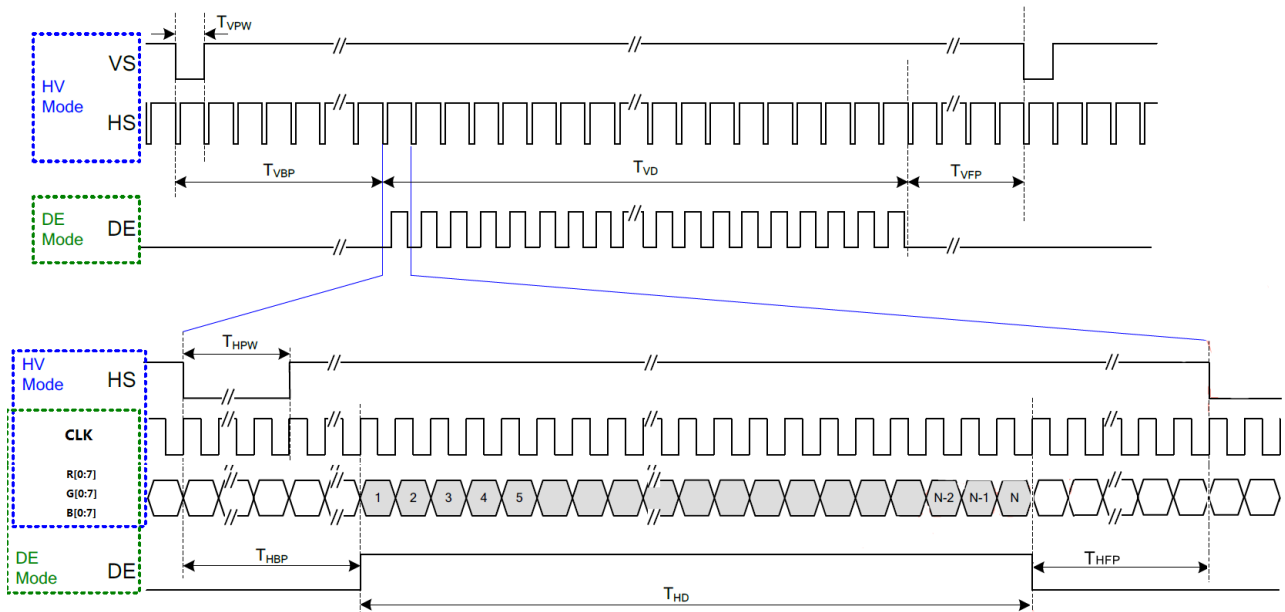 TVPW
VS
HV
Mode
HS
TVBP
TVD
TVFP
DE
Mode
DE
THPW
HV
Mode
HS
CLK
R[0:7]
G[0:7]
B[0:7]
1 2 3 4 5 N-2 N-1 N
THBP
THFP
DE
Mode
DE
THD